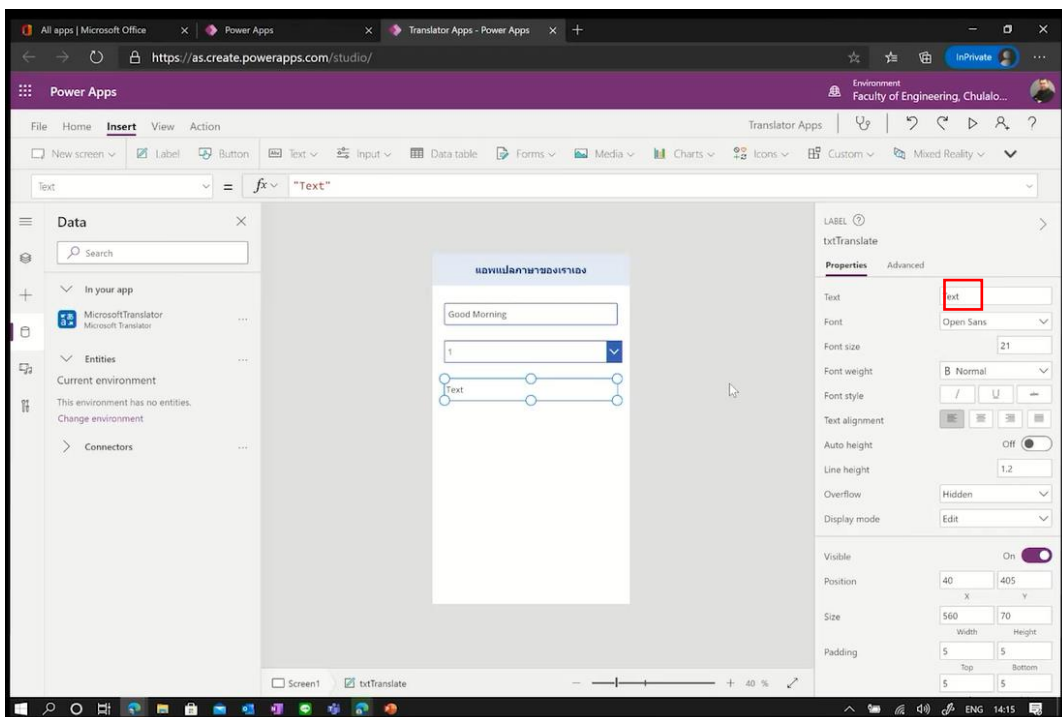 All apps | Microsoft Office
Power Apps
Translator Apps - Power Apps
https://as.create.powerapps.com/studio/
InPrivate
Power Apps
Environment
Faculty of Engineering, Chulalo...
File Home Insert View Action
Translator Apps
New screen Label Button Text Input Data table Forms Media Charts Icons Custom Mixed Reality
Text = fx "Text"
Data
Search
In your app
MicrosoftTranslator
Microsoft Translator
Entities
Current environment
This environment has no entities.
Change environment
Connectors
แอพแปลภาษาของเราเอง
Good Morning
1
Text
LABEL
txtTranslate
Properties Advanced
Text Text
Font Open Sans
Font size 21
Font weight B Normal
Font style / U
Text alignment
Auto height Off
Line height 1.2
Overflow Hidden
Display mode Edit
Visible On
Position 40 405
X Y
Size 560 70
Width Height
Padding 5 5
Top Bottom
5 5
Screen1 txtTranslate
40 %
ENG 14:15